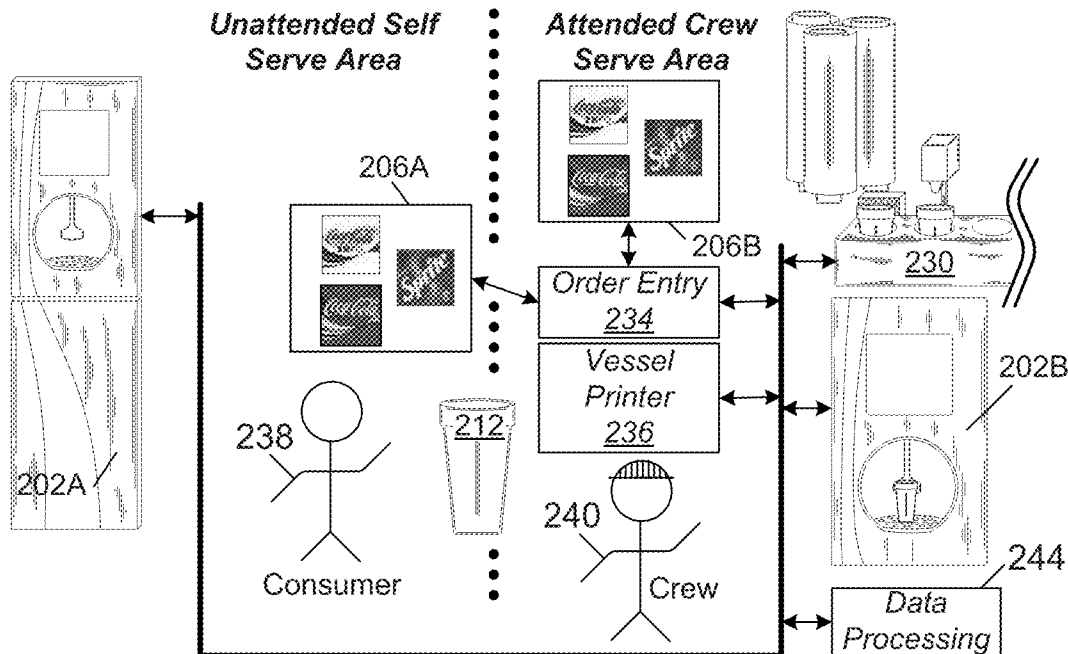 Unattended Self
Serve Area
Attended Crew
Serve Area
206A
206B
230
Order Entry
234
Vessel
Printer
236
202B
212
238
202A
240
Consumer
Crew
244
Data
Processing